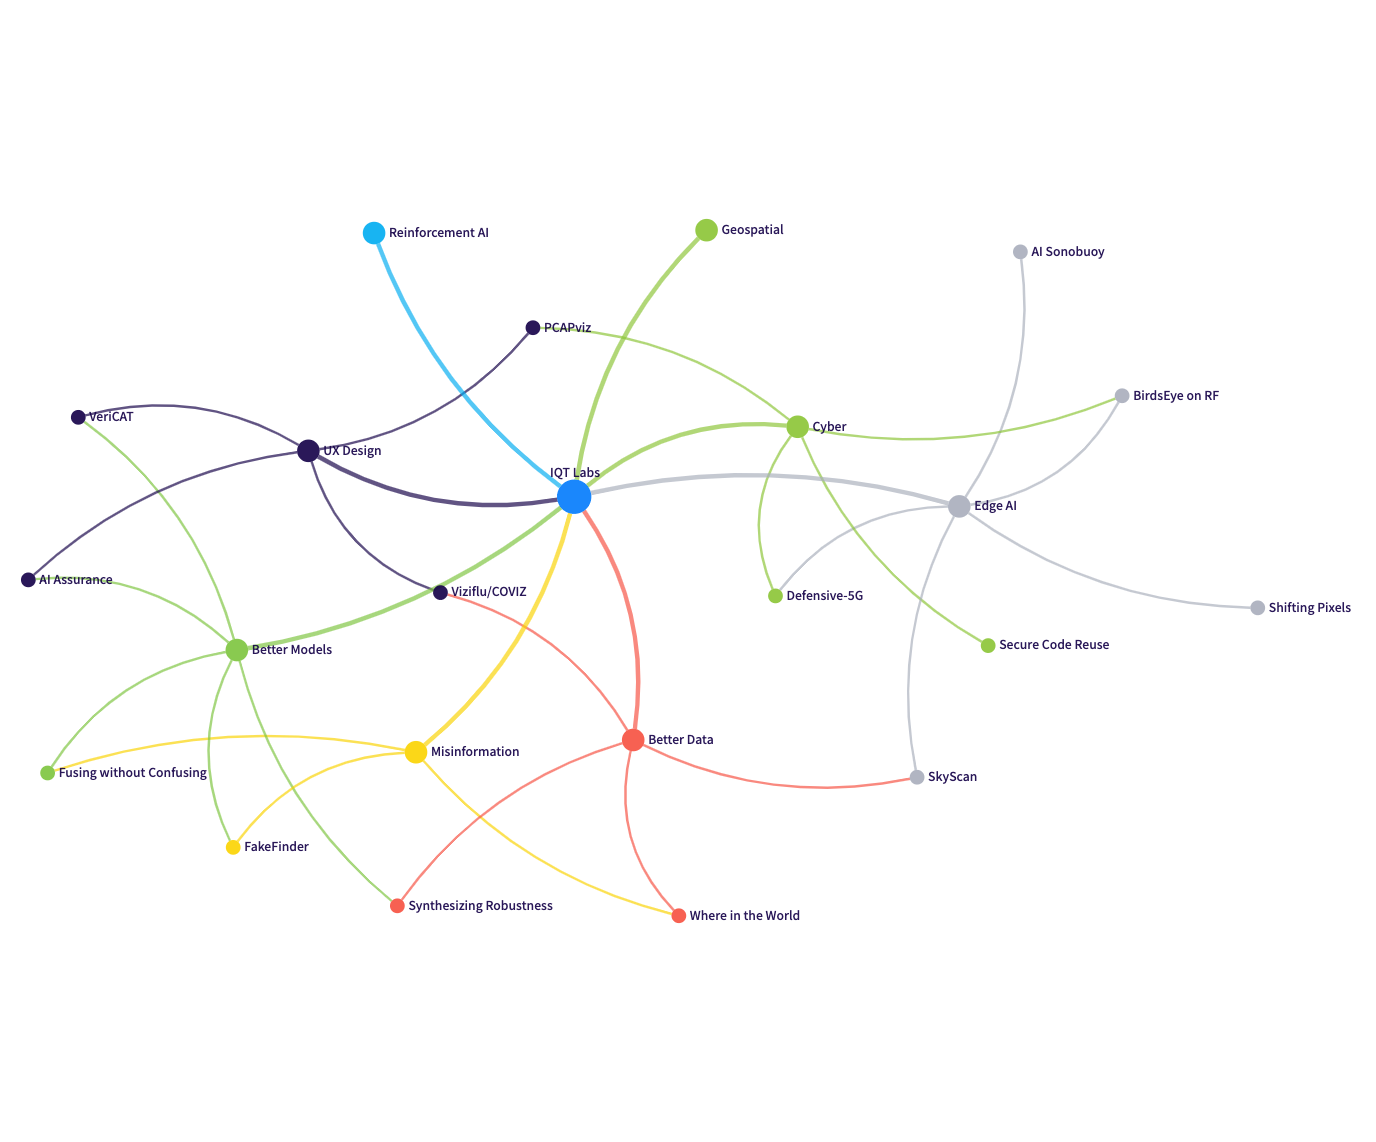 Reinforcement AI
Geospatial
AI Sonobuoy
PCAPviz
BirdsEye on RF
VeriCAT
Cyber
UX Design
IQT Labs
Edge AI
AI Assurance
Viziflu/COVIZ
Defensive-5G
Shifting Pixels
Secure Code Reuse
Better Models
Better Data
Misinformation
Fusing without Confusing
SkyScan
FakeFinder
Synthesizing Robustness
Where in the World